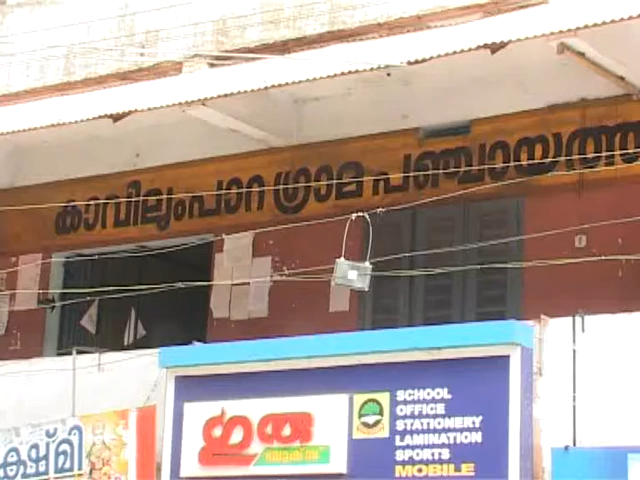 കാവിലുംപാറ ഗ്രാമ പഞ്ചായത്ത
SCHOOL
OFFICE
STATIONERY
LAMINATION
SPORTS
MOBILE
ക്ഷ്മി